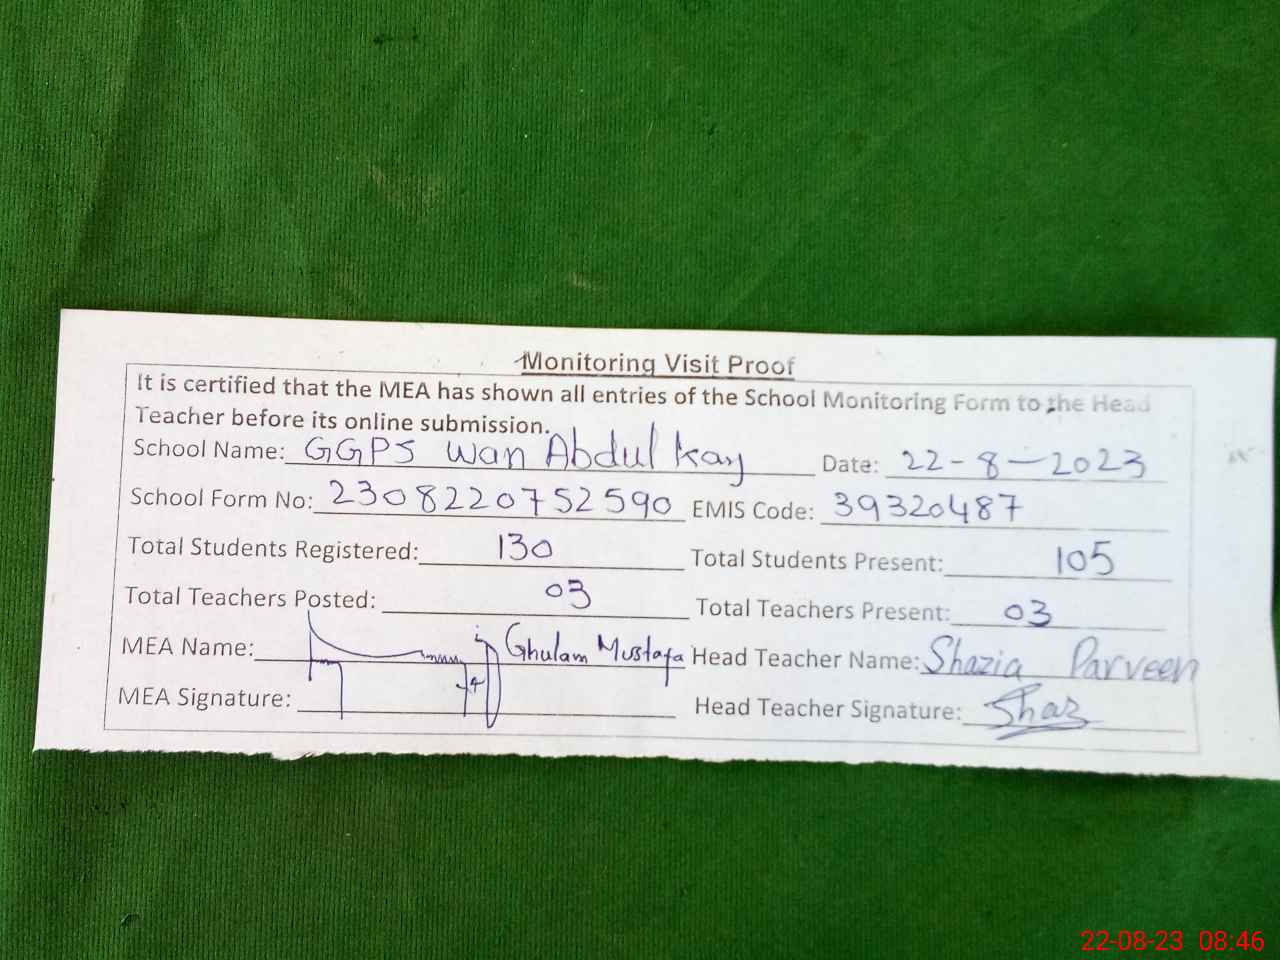 Monitoring Visit Proof
It is certified that the MEA has shown all entries of the School Monitoring Form to the Head
Teacher before its online submission.
School Name: GGPS Wan Abdul Kay Date: 22-8-2023
School Form No: 2308220752590 EMIS Code: 39320487
Total Students Registered: 130 Total Students Present: 105
Total Teachers Posted: 03 Total Teachers Present: 03
MEA Name: Ghulam Mustafa Head Teacher Name: Shazia Parveen
MEA Signature: Head Teacher Signature: Shaz
22-08-23 08:46